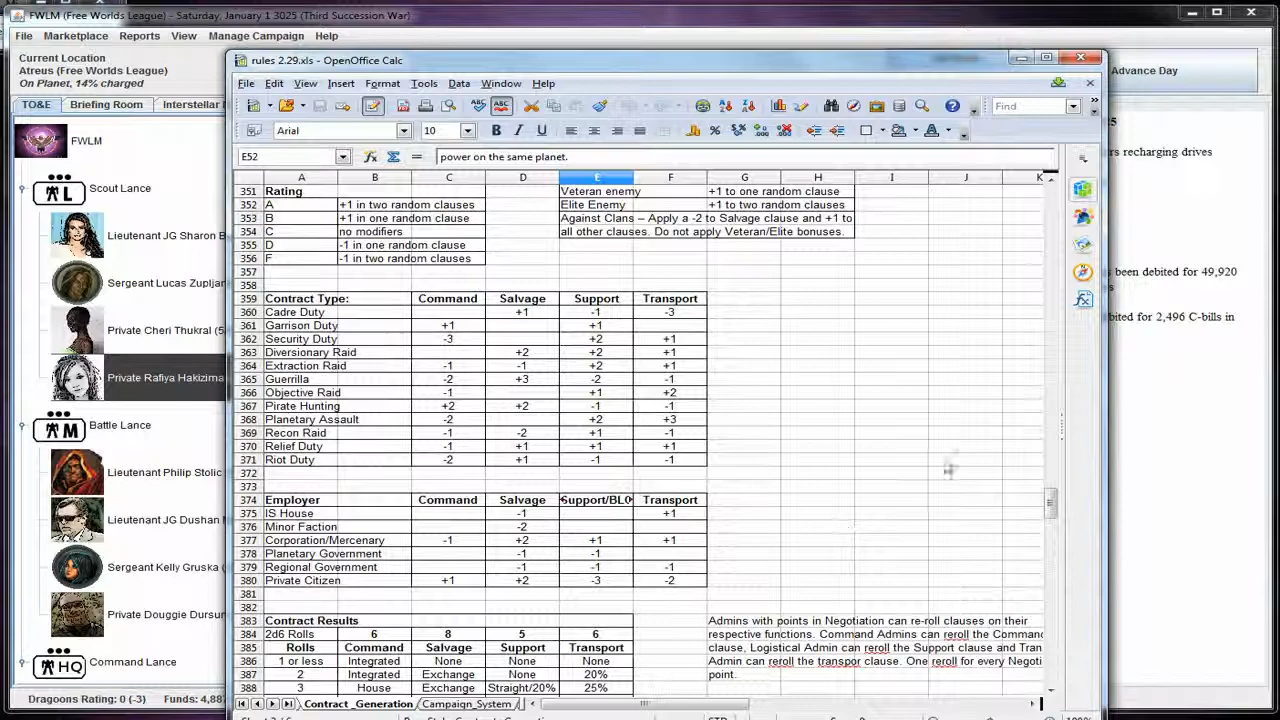 FWLM (Free Worlds League) - Saturday, January 1 3025 (Third Succession War)
File Marketplace Reports View Manage Campaign Help
Current Location
Atreus (Free Worlds League)
On Planet, 14% charged
Advance Day
TO&E Briefing Room Interstellar
FWLM
Scout Lance
Lieutenant JG Sharon B
Sergeant Lucas Zupljan
Private Cheri Thukral (5
Private Rafiya Hakizima
Battle Lance
Lieutenant Philip Stolic
Lieutenant JG Dushan
Sergeant Kelly Gruska (
Private Douggie Dursun
Command Lance
Dragoons Rating: 0 (-3) Funds: 4,887
rs recharging drives
s been debited for 49,920
bited for 2,496 C-bills in
rules 2.29.xls - OpenOffice Calc
File Edit View Insert Format Tools Data Window Help
Find
Arial 10
E52 power on the same planet.
A B C D E F G H I J K
351 Rating Veteran enemy +1 to one random clause
352 A +1 in two random clauses Elite Enemy +1 to two random clauses
353 B +1 in one random clause Against Clans – Apply a -2 to Salvage clause and +1 to
354 C no modifiers all other clauses. Do not apply Veteran/Elite bonuses.
355 D -1 in one random clause
356 F -1 in two random clauses
357
358
359 Contract Type: Command Salvage Support Transport
360 Cadre Duty +1 -1 -3
361 Garrison Duty +1 +1
362 Security Duty -3 +2 +1
363 Diversionary Raid +2 +2 +1
364 Extraction Raid -1 -1 +2 +1
365 Guerrilla -2 +3 -2 -1
366 Objective Raid -1 +1 +2
367 Pirate Hunting +2 +2 -1 -1
368 Planetary Assault -2 +2 +3
369 Recon Raid -1 -2 +1 -1
370 Relief Duty -1 +1 +1 +1
371 Riot Duty -2 +1 -1 -1
372
373
374 Employer Command Salvage Support/BLC Transport
375 IS House -1 +1
376 Minor Faction -2
377 Corporation/Mercenary -1 +2 +1 +1
378 Planetary Government -1 -1
379 Regional Government -1 -1 -1
380 Private Citizen +1 +2 -3 -2
381
382
383 Contract Results Admins with points in Negotiation can re-roll clauses on their
384 2d6 Rolls 6 8 5 6 respective functions. Command Admins can reroll the Command
385 Rolls Command Salvage Support Transport clause, Logistical Admin can reroll the Support clause and Tran
386 1 or less Integrated None None None Admin can reroll the transpor clause. One reroll for every Negoti
387 2 Integrated Exchange None 20% point.
388 3 House Exchange Straight/20% 25%
Contract _Generation Campaign_System